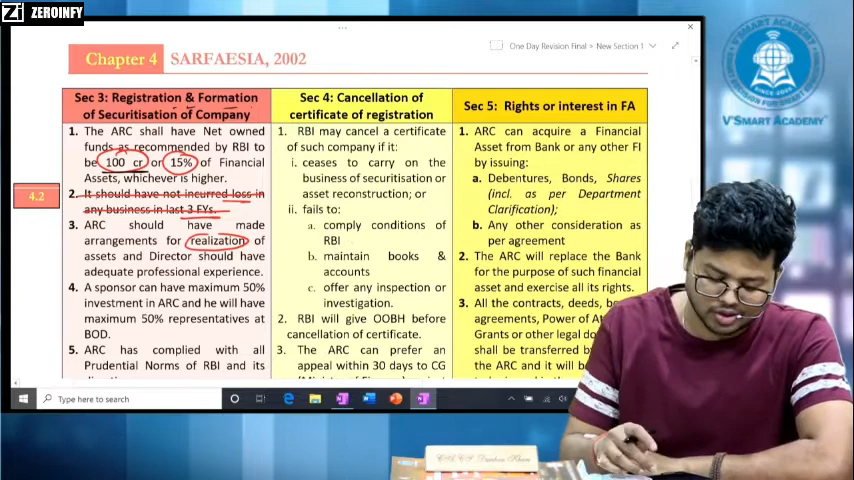 Zi ZEROINFY
One Day Revision Final > New Section 1
Chapter 4 SARFAESIA, 2002
V'SMART ACADEMY
Sec 3: Registration & Formation
of Securitisation of Company
1. The ARC shall have Net owned
funds as recommended by RBI to
be 100 cr or 15% of Financial
Assets, whichever is higher.
2. It should have not incurred loss in
any business in last 3 FYs.
3. ARC should have made
arrangements for realization of
assets and Director should have
adequate professional experience.
4. A sponsor can have maximum 50%
investment in ARC and he will have
maximum 50% representatives at
BOD.
5. ARC has complied with all
Prudential Norms of RBI and its
4.2
Sec 4: Cancellation of
certificate of registration
1. RBI may cancel a certificate
of such company if it:
i. ceases to carry on the
business of securitisation or
asset reconstruction; or
ii. fails to:
a. comply conditions of
RBI
b. maintain books &
accounts
c. offer any inspection or
investigation.
2. RBI will give OOBH before
cancellation of certificate.
3. The ARC can prefer an
appeal within 30 days to CG
Sec 5: Rights or interest in FA
1. ARC can acquire a Financial
Asset from Bank or any other FI
by issuing:
a. Debentures, Bonds, Shares
(incl. as per Department
Clarification);
b. Any other consideration as
per agreement
2. The ARC will replace the Bank
for the purpose of such financial
asset and exercise all its rights.
3. All the contracts, deeds,
agreements, Power of
Grants or other legal
shall be transferred
the ARC and it will
V'SMART ACADEMY
Type here to search